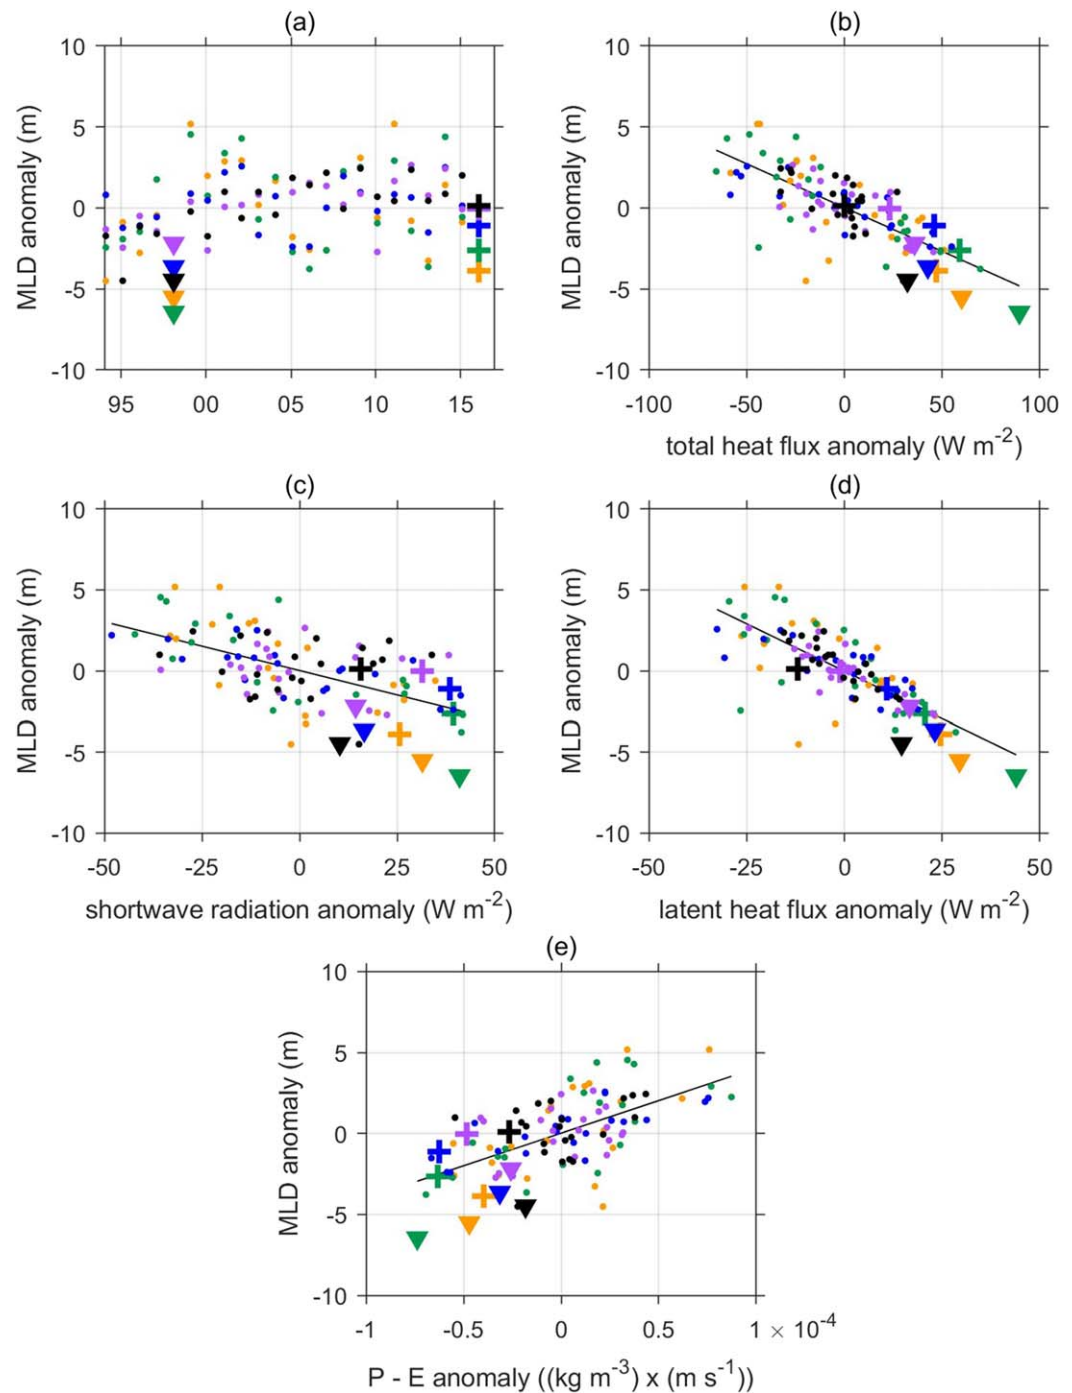 (a)
10
5
0
-5
-10
MLD anomaly (m)
95 00 05 10 15
(b)
10
5
0
-5
-10
MLD anomaly (m)
-100 -50 0 50 100
total heat flux anomaly (W m⁻²)
(c)
10
5
0
-5
-10
MLD anomaly (m)
-50 -25 0 25 50
shortwave radiation anomaly (W m⁻²)
(d)
10
5
0
-5
-10
MLD anomaly (m)
-50 -25 0 25 50
latent heat flux anomaly (W m⁻²)
(e)
10
5
0
-5
-10
MLD anomaly (m)
-1 -0.5 0 0.5 1 × 10⁻⁴
P - E anomaly ((kg m⁻³) x (m s⁻¹))